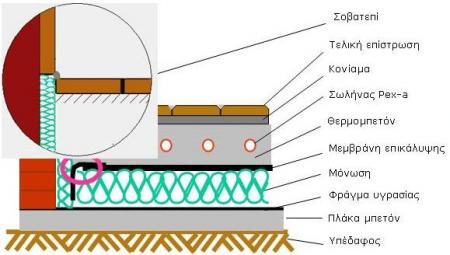 Σοβατεπί
Τελική επίστρωση
Κονίαμα
Σωλήνας Pex-a
Θερμομπετόν
Μεμβράνη επικάλυψης
Μόνωση
Φράγμα υγρασίας
Πλάκα μπετόν
Υπέδαφος